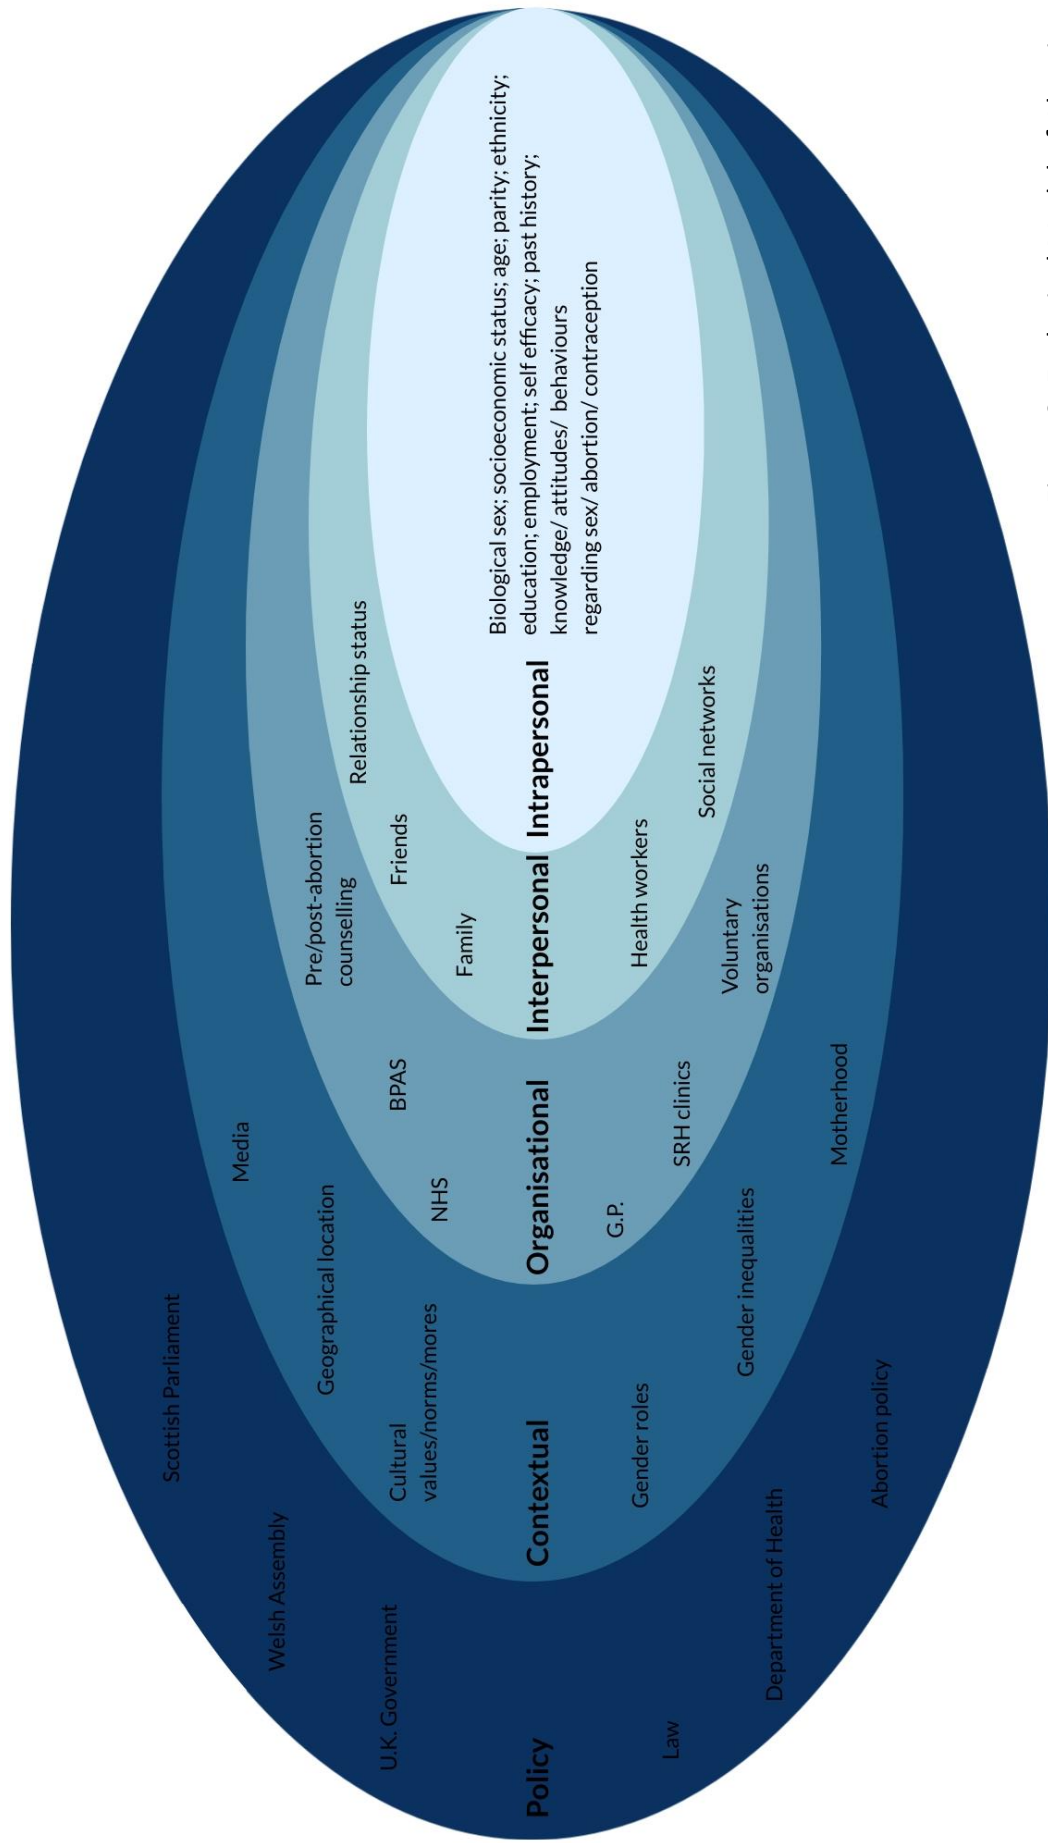 Policy
Contextual
Organisational
Interpersonal
Intrapersonal
U.K. Government
Welsh Assembly
Scottish Parliament
Law
Department of Health
Abortion policy
Cultural
values/norms/mores
Geographical location
Media
Gender roles
Gender inequalities
Motherhood
NHS
BPAS
Pre/post-abortion
counselling
G.P.
SRH clinics
Voluntary
organisations
Family
Friends
Relationship status
Health workers
Social networks
Biological sex; socioeconomic status; age; parity; ethnicity;
education; employment; self efficacy; past history;
knowledge/ attitudes/ behaviours
regarding sex/ abortion/ contraception